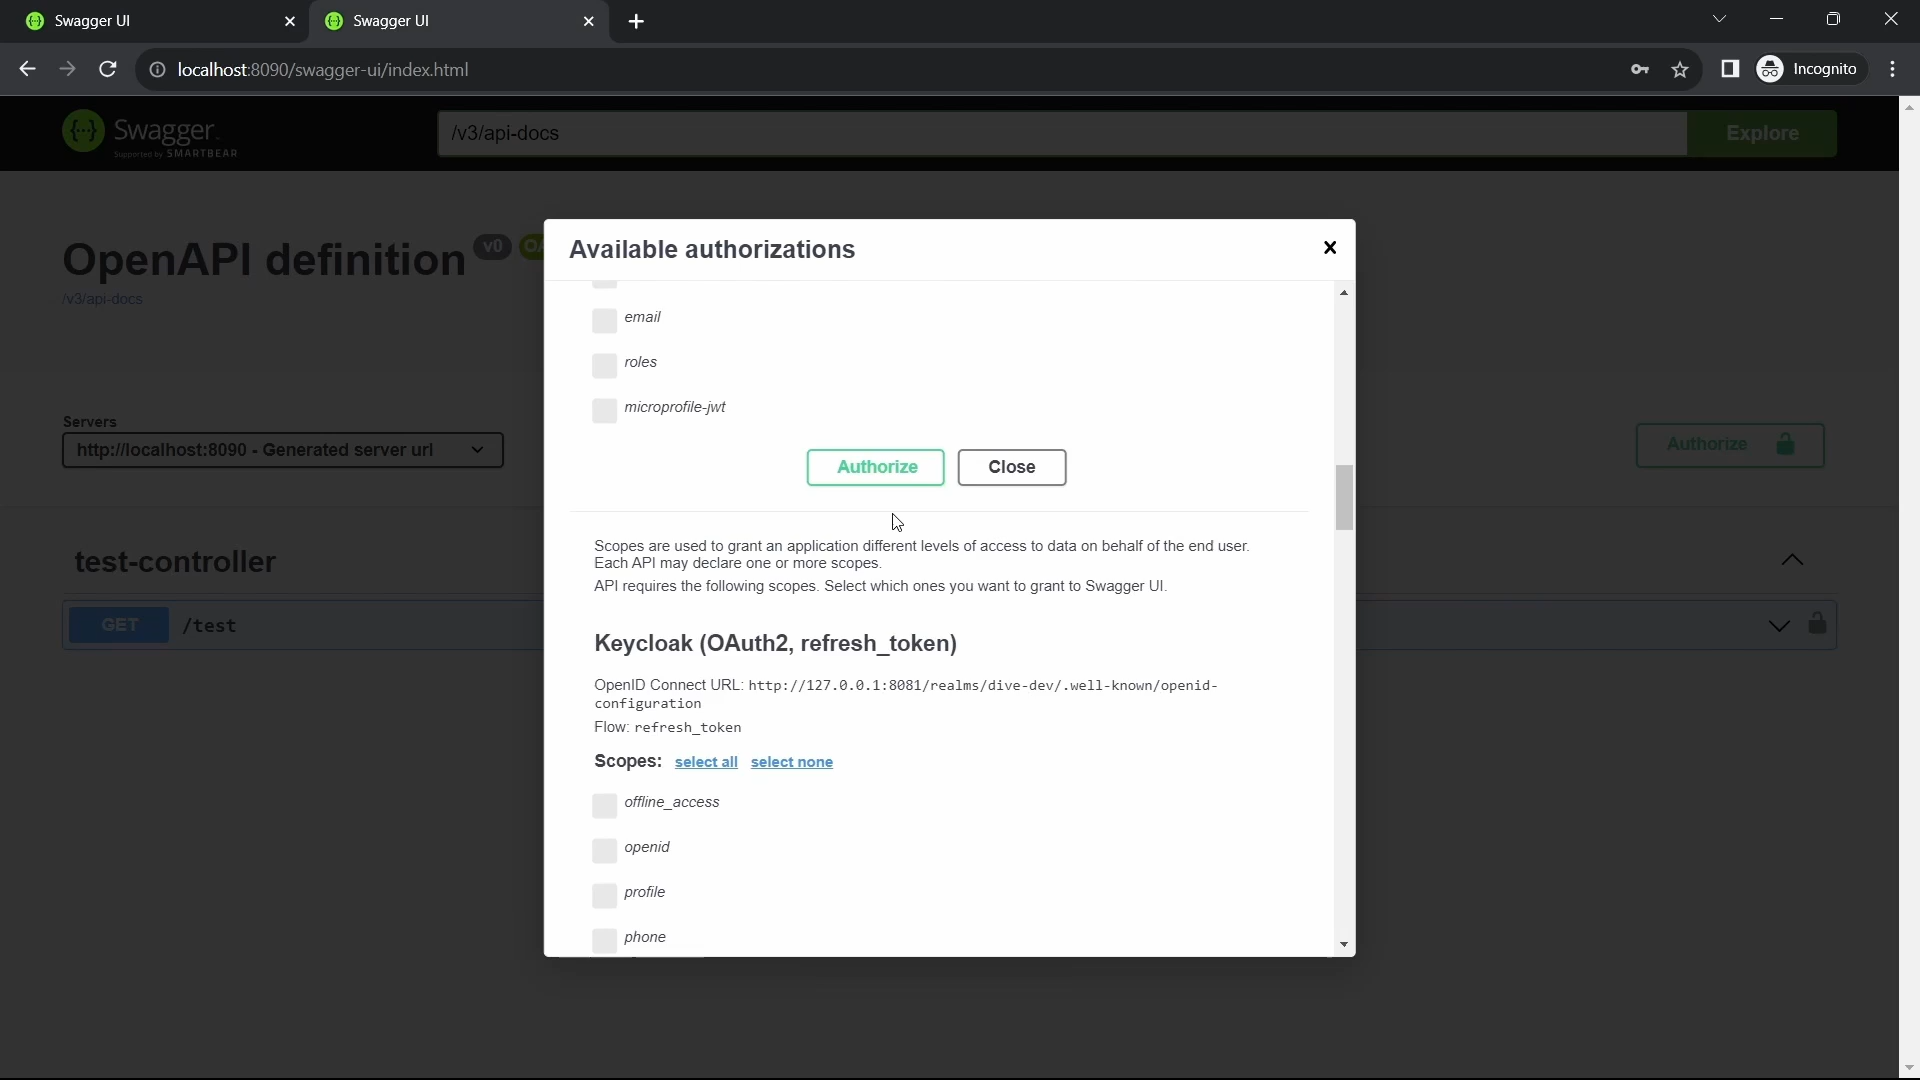 Swagger UI
Swagger UI
localhost:8090/swagger-ui/index.html
Incognito
Swagger
Supported by SMARTBEAR
/v3/api-docs
Explore
OpenAPI definition
v0
OA
/v3/api-docs
Available authorizations
email
roles
microprofile-jwt
Authorize
Close
Scopes are used to grant an application different levels of access to data on behalf of the end user.
Each API may declare one or more scopes.
API requires the following scopes. Select which ones you want to grant to Swagger UI.
Keycloak (OAuth2, refresh_token)
OpenID Connect URL: http://127.0.0.1:8081/realms/dive-dev/.well-known/openid-
configuration
Flow: refresh_token
Scopes: select all select none
offline_access
openid
profile
phone
Servers
http://localhost:8090 - Generated server url
Authorize
test-controller
GET /test